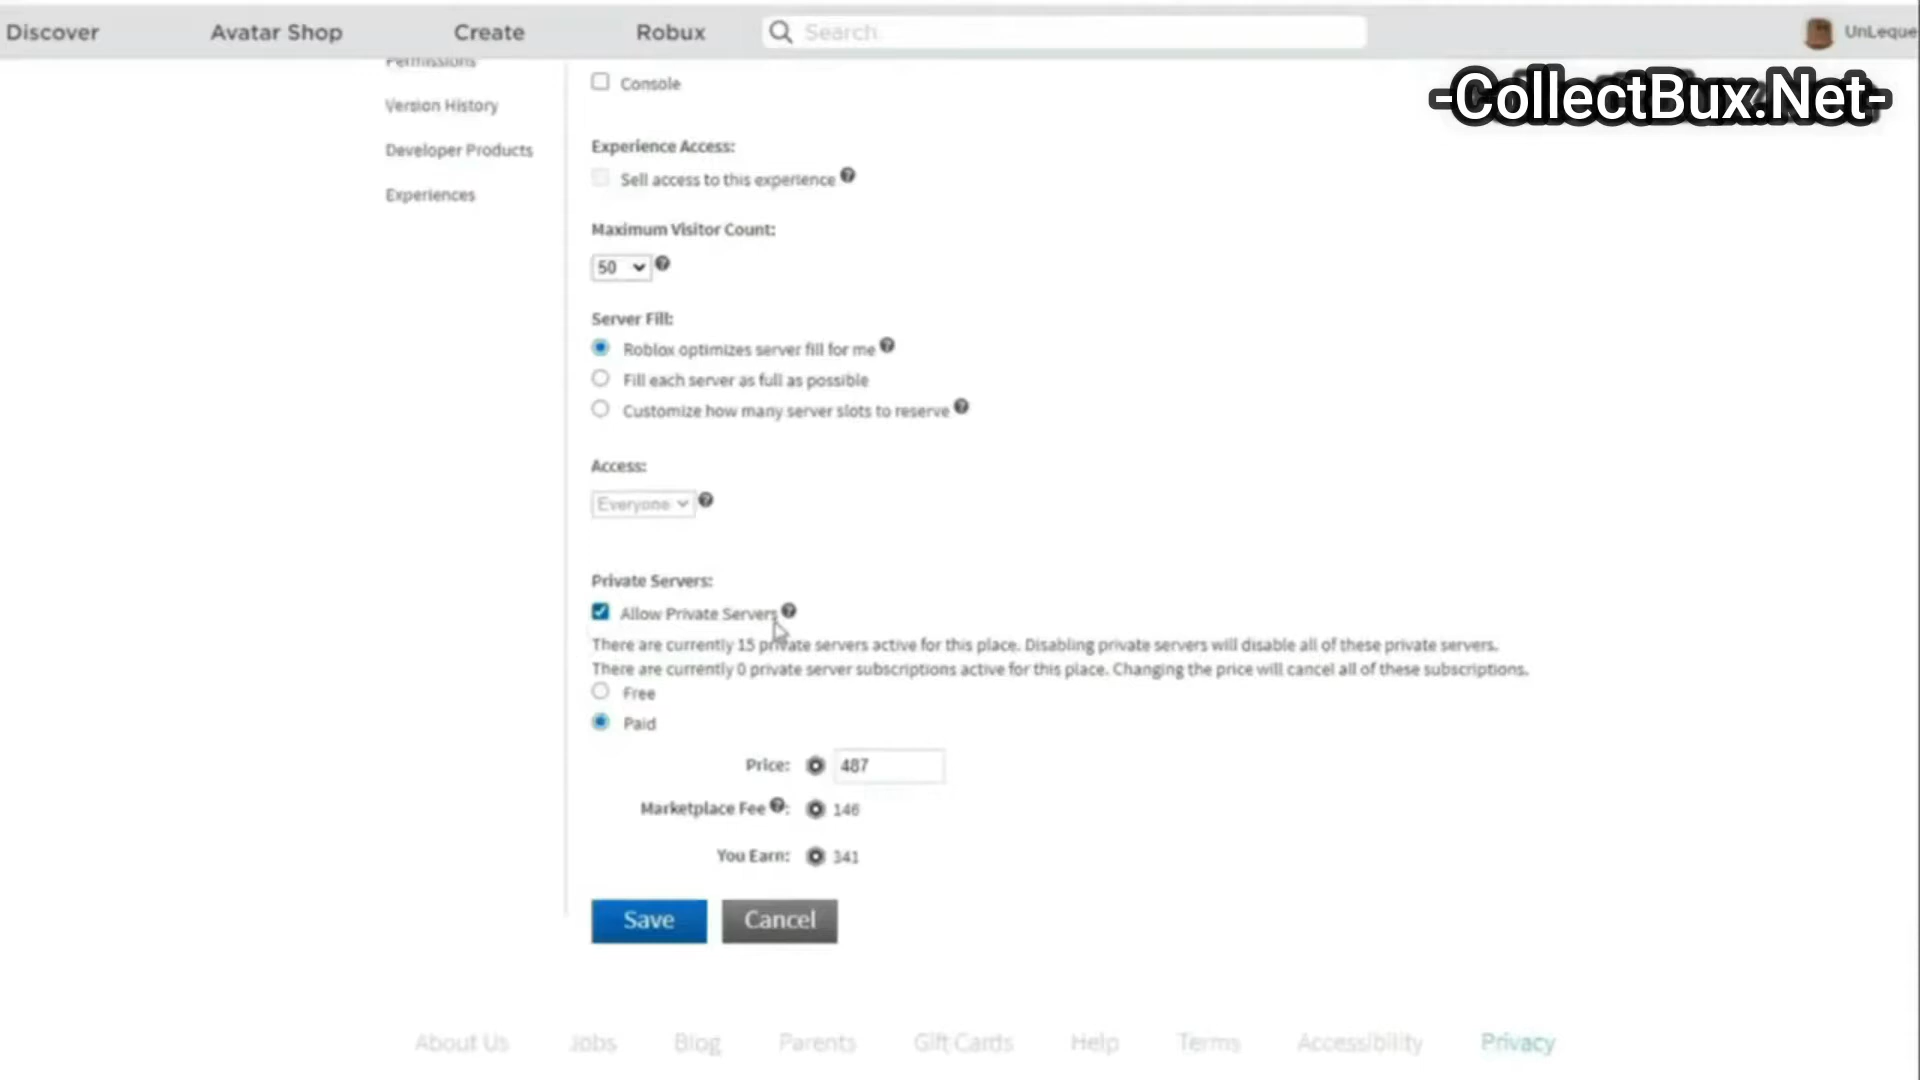 Discover
Avatar Shop
Create
Robux
Search
UnLeque
-CollectBux.Net-
Permissions
Version History
Developer Products
Experiences
Console
Experience Access:
Sell access to this experience
Maximum Visitor Count:
50
Server Fill:
Roblox optimizes server fill for me
Fill each server as full as possible
Customize how many server slots to reserve
Access:
Everyone
Private Servers:
Allow Private Servers
There are currently 15 private servers active for this place. Disabling private servers will disable all of these private servers.
There are currently 0 private server subscriptions active for this place. Changing the price will cancel all of these subscriptions.
Free
Paid
Price: 487
Marketplace Fee : 146
You Earn: 341
Save
Cancel
About Us
Jobs
Blog
Parents
Gift Cards
Help
Terms
Accessibility
Privacy